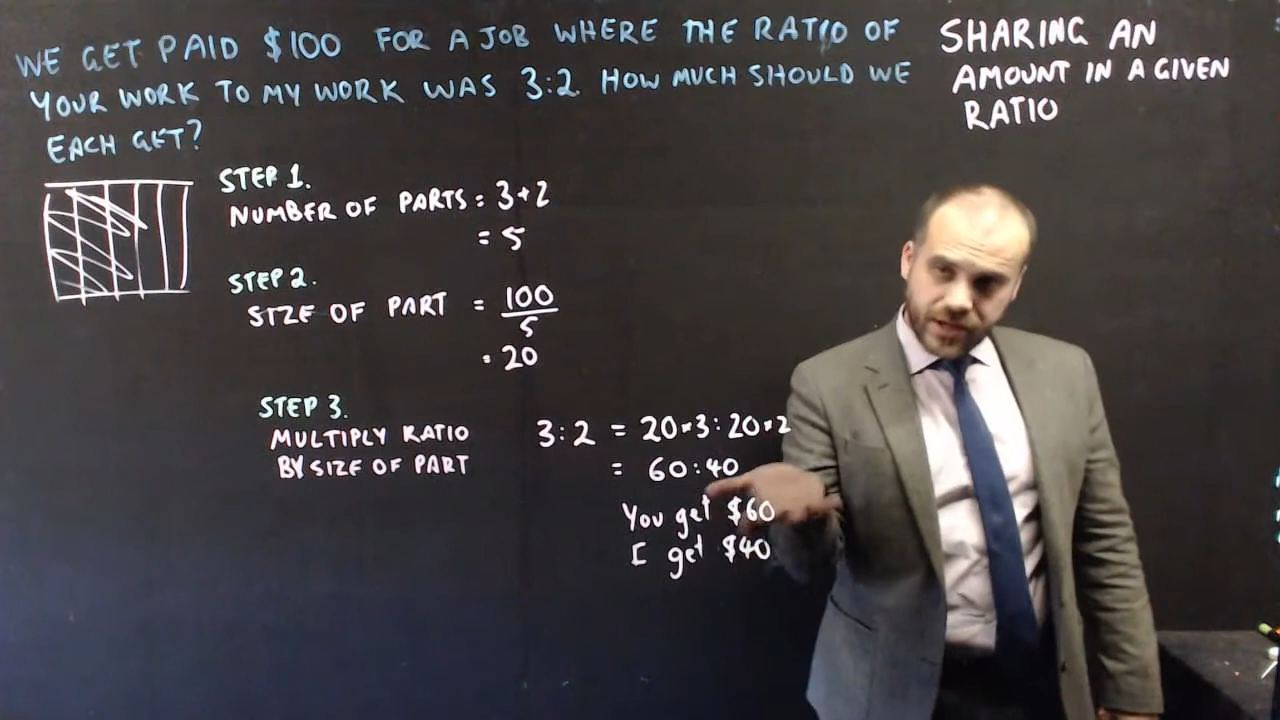 WE GET PAID $100 FOR A JOB WHERE THE RATIO OF
YOUR WORK TO MY WORK WAS 3:2. HOW MUCH SHOULD WE
EACH GET?
SHARING AN
AMOUNT IN A GIVEN
RATIO
STEP 1.
NUMBER OF PARTS = 3+2
= 5
STEP 2.
SIZE OF PART = 100
5
= 20
STEP 3.
MULTIPLY RATIO
BY SIZE OF PART
3:2 = 20×3:20×2
= 60:40
You get $60
I get $40